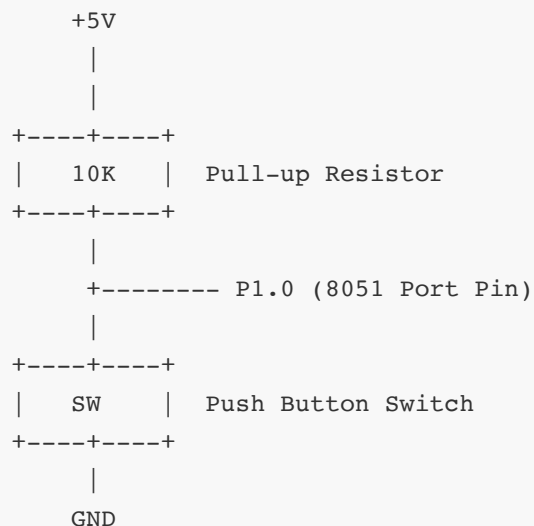 +5V
|
|
+----+----+
|   10K   |  Pull-up Resistor
+----+----+
|
+-------- P1.0 (8051 Port Pin)
|
+----+----+
|   SW    |  Push Button Switch
+----+----+
|
GND